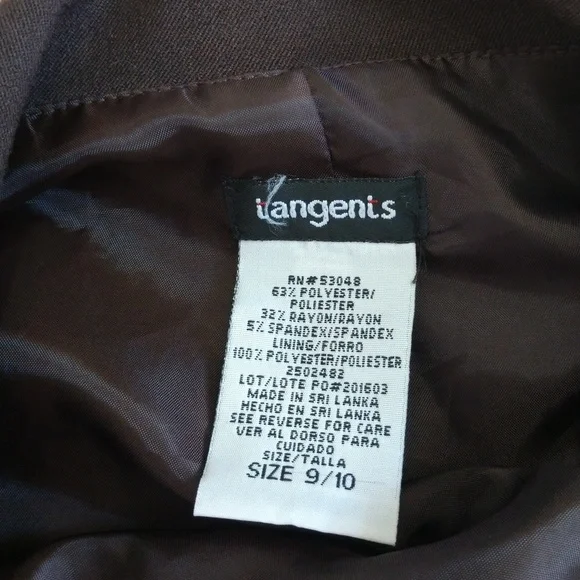 tangents
RN#53048
63% POLYESTER/
POLIESTER
32% RAYON/RAYON
5% SPANDEX/SPANDEX
LINING/FORRO
100% POLYESTER/POLIESTER
2502482
LOT/LOTE PO#201603
MADE IN SRI LANKA
HECHO EN SRI LANKA
SEE REVERSE FOR CARE
VER AL DORSO PARA
CUIDADO
SIZE/TALLA
SIZE 9/10